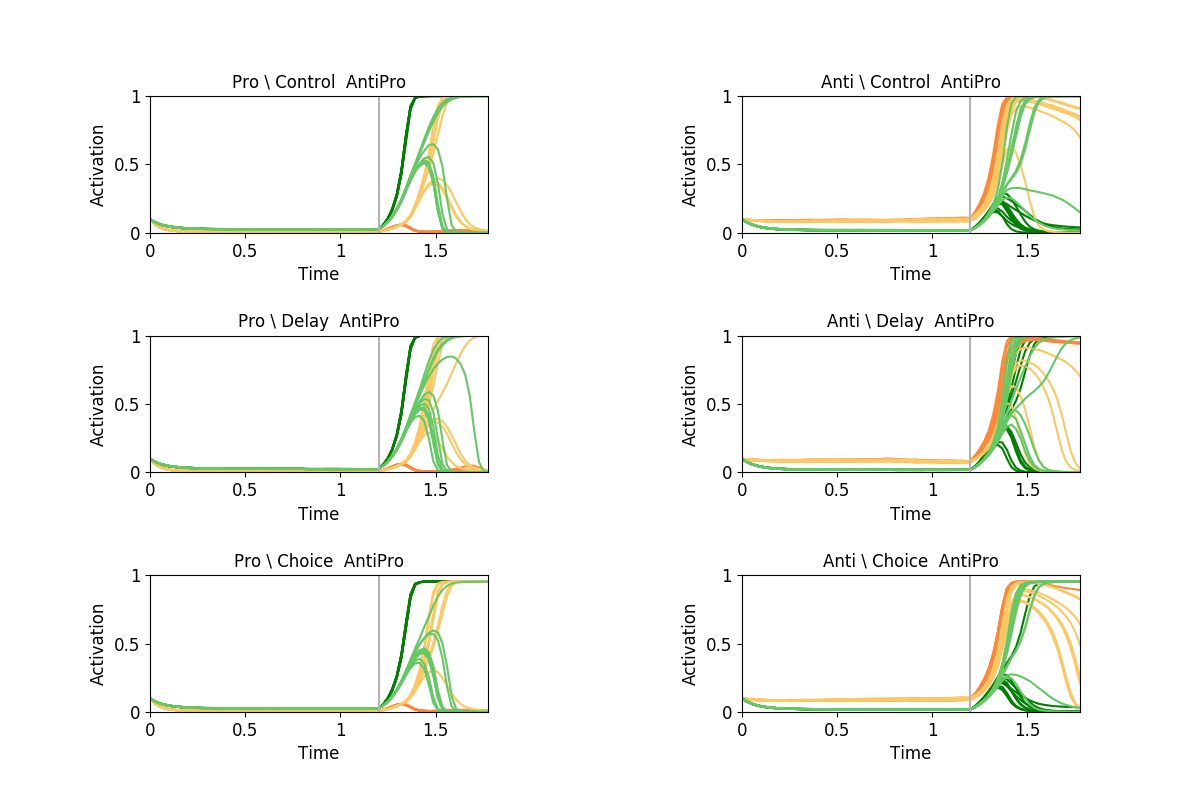 Pro \ Control  AntiPro
1
0.5
0
Activation
0
0.5
1
1.5
Time
Anti \ Control  AntiPro
1
0.5
0
Activation
0
0.5
1
1.5
Time
Pro \ Delay  AntiPro
1
0.5
0
Activation
0
0.5
1
1.5
Time
Anti \ Delay  AntiPro
1
0.5
0
Activation
0
0.5
1
1.5
Time
Pro \ Choice  AntiPro
1
0.5
0
Activation
0
0.5
1
1.5
Time
Anti \ Choice  AntiPro
1
0.5
0
Activation
0
0.5
1
1.5
Time